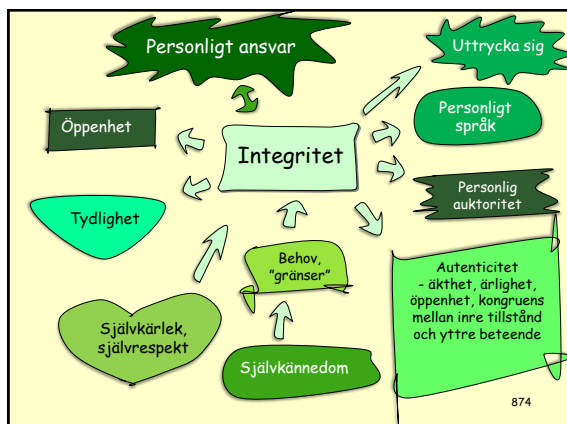 Personligt ansvar
Uttrycka sig
Öppenhet
Personligt
språk
Integritet
Personlig
auktoritet
Tydlighet
Behov,
"gränser"
Autenticitet
- äkthet, ärlighet,
öppenhet, kongruens
mellan inre tillstånd
och yttre beteende
Självkärlek,
självrespekt
Självkännedom
874